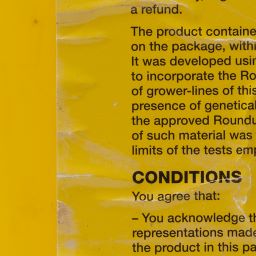 a refund.
The product containe
on the package, withi
It was developed usin
to incorporate the Ro
of grower-lines of this
presence of genetical
the approved Roundu
of such material was
limits of the tests emp
CONDITIONS
You agree that:
– You acknowledge th
representations made
the product in this pa